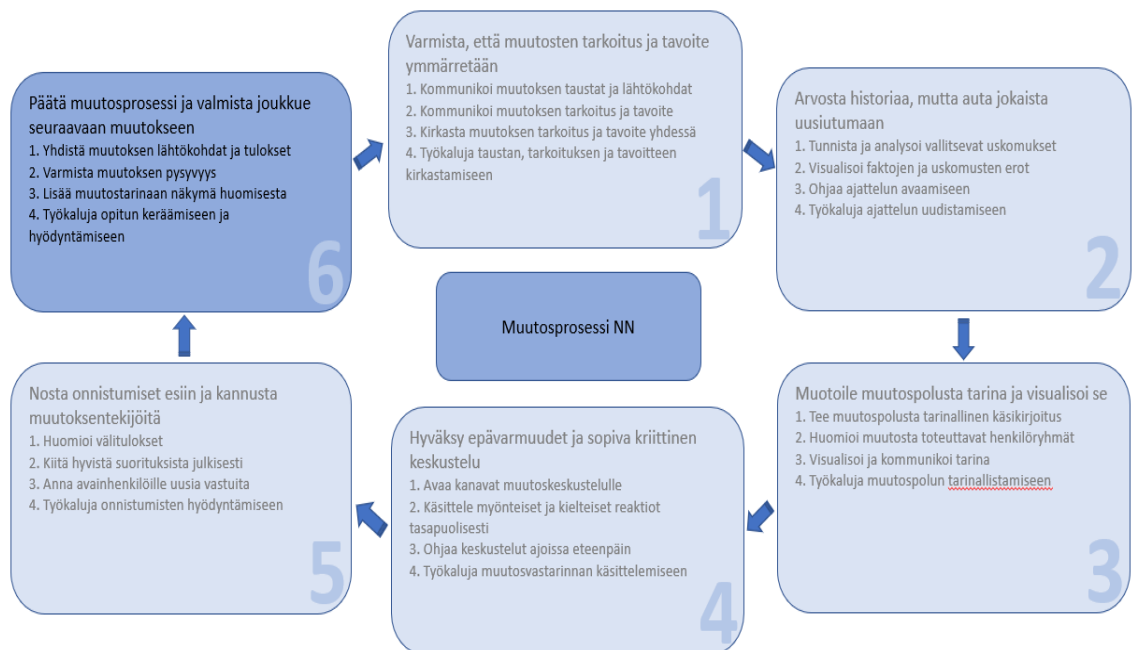 Varmista, että muutosten tarkoitus ja tavoite
ymmärretään
1. Kommunikoi muutoksen taustat ja lähtökohdat
2. Kommunikoi muutoksen tarkoitus ja tavoite
3. Kirkasta muutoksen tarkoitus ja tavoite yhdessä
4. Työkaluja taustan, tarkoituksen ja tavoitteen
kirkastamiseen
1
Arvosta historiaa, mutta auta jokaista
uusiutumaan
1. Tunnista ja analysoi vallitsevat uskomukset
2. Visualisoi faktojen ja uskomusten erot
3. Ohjaa ajattelun avaamiseen
4. Työkaluja ajattelun uudistamiseen
2
Muotoile muutospolusta tarina ja visualisoi se
1. Tee muutospolusta tarinallinen käsikirjoitus
2. Huomioi muutosta toteuttavat henkilöryhmät
3. Visualisoi ja kommunikoi tarina
4. Työkaluja muutospolun tarinallistamiseen
3
Hyväksy epävarmuudet ja sopiva kriittinen
keskustelu
1. Avaa kanavat muutoskeskustelulle
2. Käsittele myönteiset ja kielteiset reaktiot
tasapuolisesti
3. Ohjaa keskustelut ajoissa eteenpäin
4. Työkaluja muutosvastarinnan käsittelemiseen
4
Nosta onnistumiset esiin ja kannusta
muutoksentekijöitä
1. Huomioi välitulokset
2. Kiitä hyvistä suorituksista julkisesti
3. Anna avainhenkilöille uusia vastuita
4. Työkaluja onnistumisten hyödyntämiseen
5
Päätä muutosprosessi ja valmista joukkue
seuraavaan muutokseen
1. Yhdistä muutoksen lähtökohdat ja tulokset
2. Varmista muutoksen pysyvyys
3. Lisää muutostarinaan näkymä huomisesta
4. Työkaluja opitun keräämiseen ja
hyödyntämiseen
6
Muutosprosessi NN